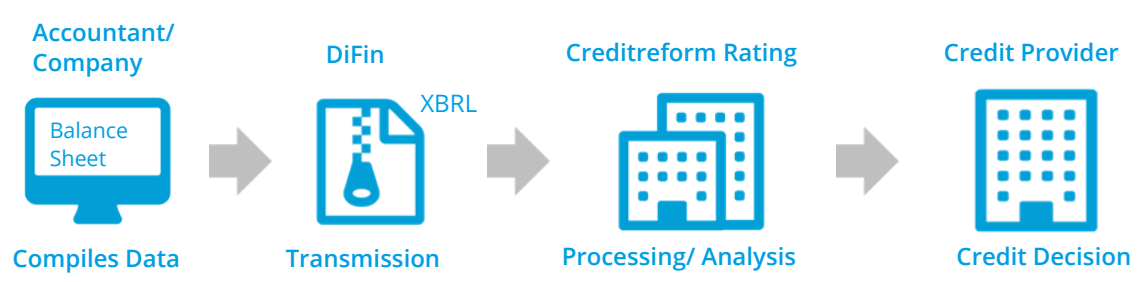 Accountant/
Company
Balance
Sheet
Compiles Data
DiFin
XBRL
Transmission
Creditreform Rating
Processing/ Analysis
Credit Provider
Credit Decision